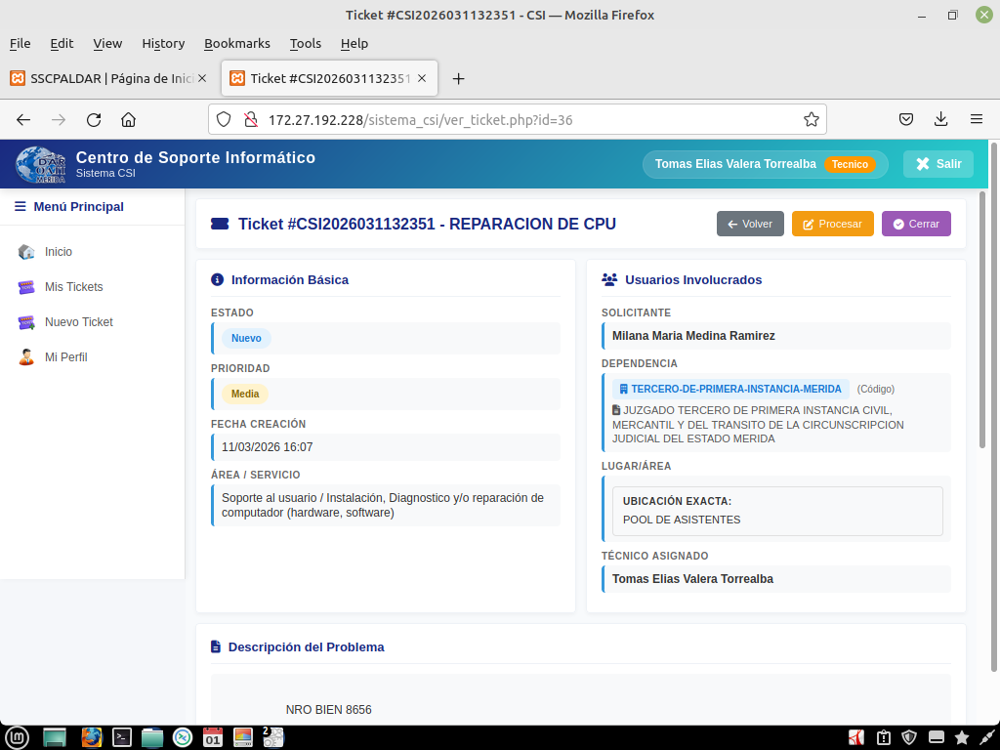 Ticket #CSI2026031132351 - CSI — Mozilla Firefox
File Edit View History Bookmarks Tools Help
SSCPALDAR | Página de Inic
Ticket #CSI2026031132351
172.27.192.228/sistema_csi/ver_ticket.php?id=36
DAR
MÉRIDA
Centro de Soporte Informático
Sistema CSI
Tomas Elias Valera Torrealba Tecnico
Salir
Menú Principal
Inicio
Mis Tickets
Nuevo Ticket
Mi Perfil
Ticket #CSI2026031132351 - REPARACION DE CPU
Volver
Procesar
Cerrar
Información Básica
ESTADO
Nuevo
PRIORIDAD
Media
FECHA CREACIÓN
11/03/2026 16:07
ÁREA / SERVICIO
Soporte al usuario / Instalación, Diagnostico y/o reparación de
computador (hardware, software)
Usuarios Involucrados
SOLICITANTE
Milana Maria Medina Ramirez
DEPENDENCIA
TERCERO-DE-PRIMERA-INSTANCIA-MERIDA (Código)
JUZGADO TERCERO DE PRIMERA INSTANCIA CIVIL,
MERCANTIL Y DEL TRANSITO DE LA CIRCUNSCRIPCION
JUDICIAL DEL ESTADO MERIDA
LUGAR/ÁREA
UBICACIÓN EXACTA:
POOL DE ASISTENTES
TÉCNICO ASIGNADO
Tomas Elias Valera Torrealba
Descripción del Problema
NRO BIEN 8656
01
2